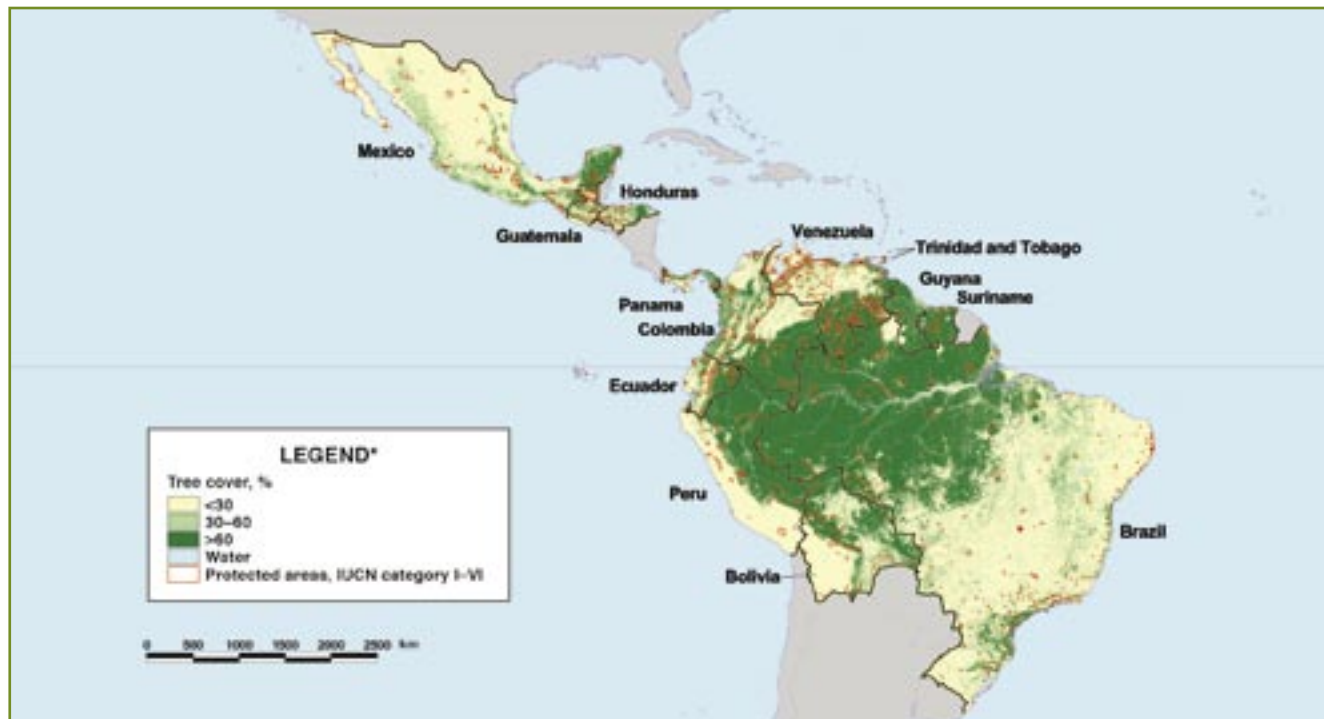 Mexico
Honduras
Guatemala
Venezuela
Trinidad and Tobago
Guyana
Suriname
Panama
Colombia
Ecuador
Peru
Brazil
Bolivia
LEGEND*
Tree cover, %
<30
30–60
>60
Water
Protected areas, IUCN category I–VI
0 500 1000 1500 2000 2500 km